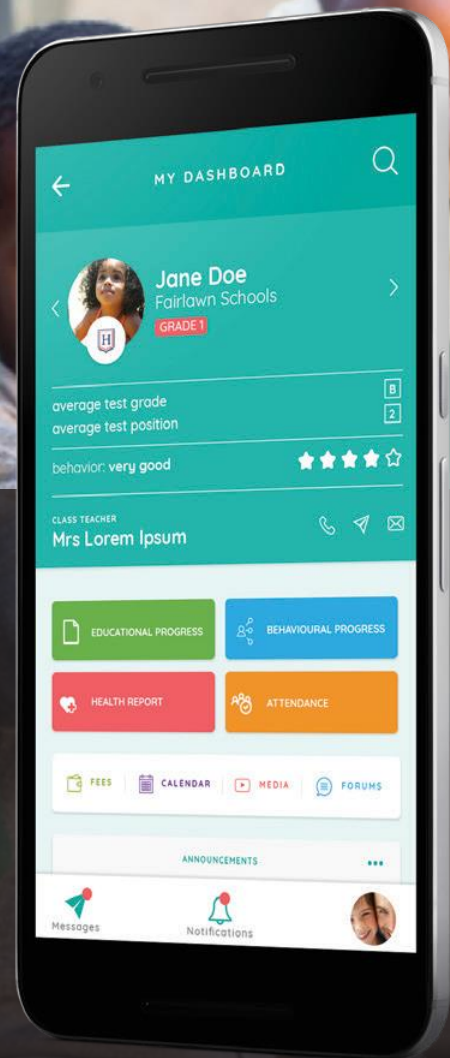 MY DASHBOARD
Jane Doe
Fairlawn Schools
GRADE 1
H
average test grade B
average test position 2
behavior: very good
CLASS TEACHER
Mrs Lorem Ipsum
EDUCATIONAL PROGRESS
BEHAVIOURAL PROGRESS
HEALTH REPORT
ATTENDANCE
FEES CALENDAR MEDIA FORUMS
ANNOUNCEMENTS
Messages
Notifications